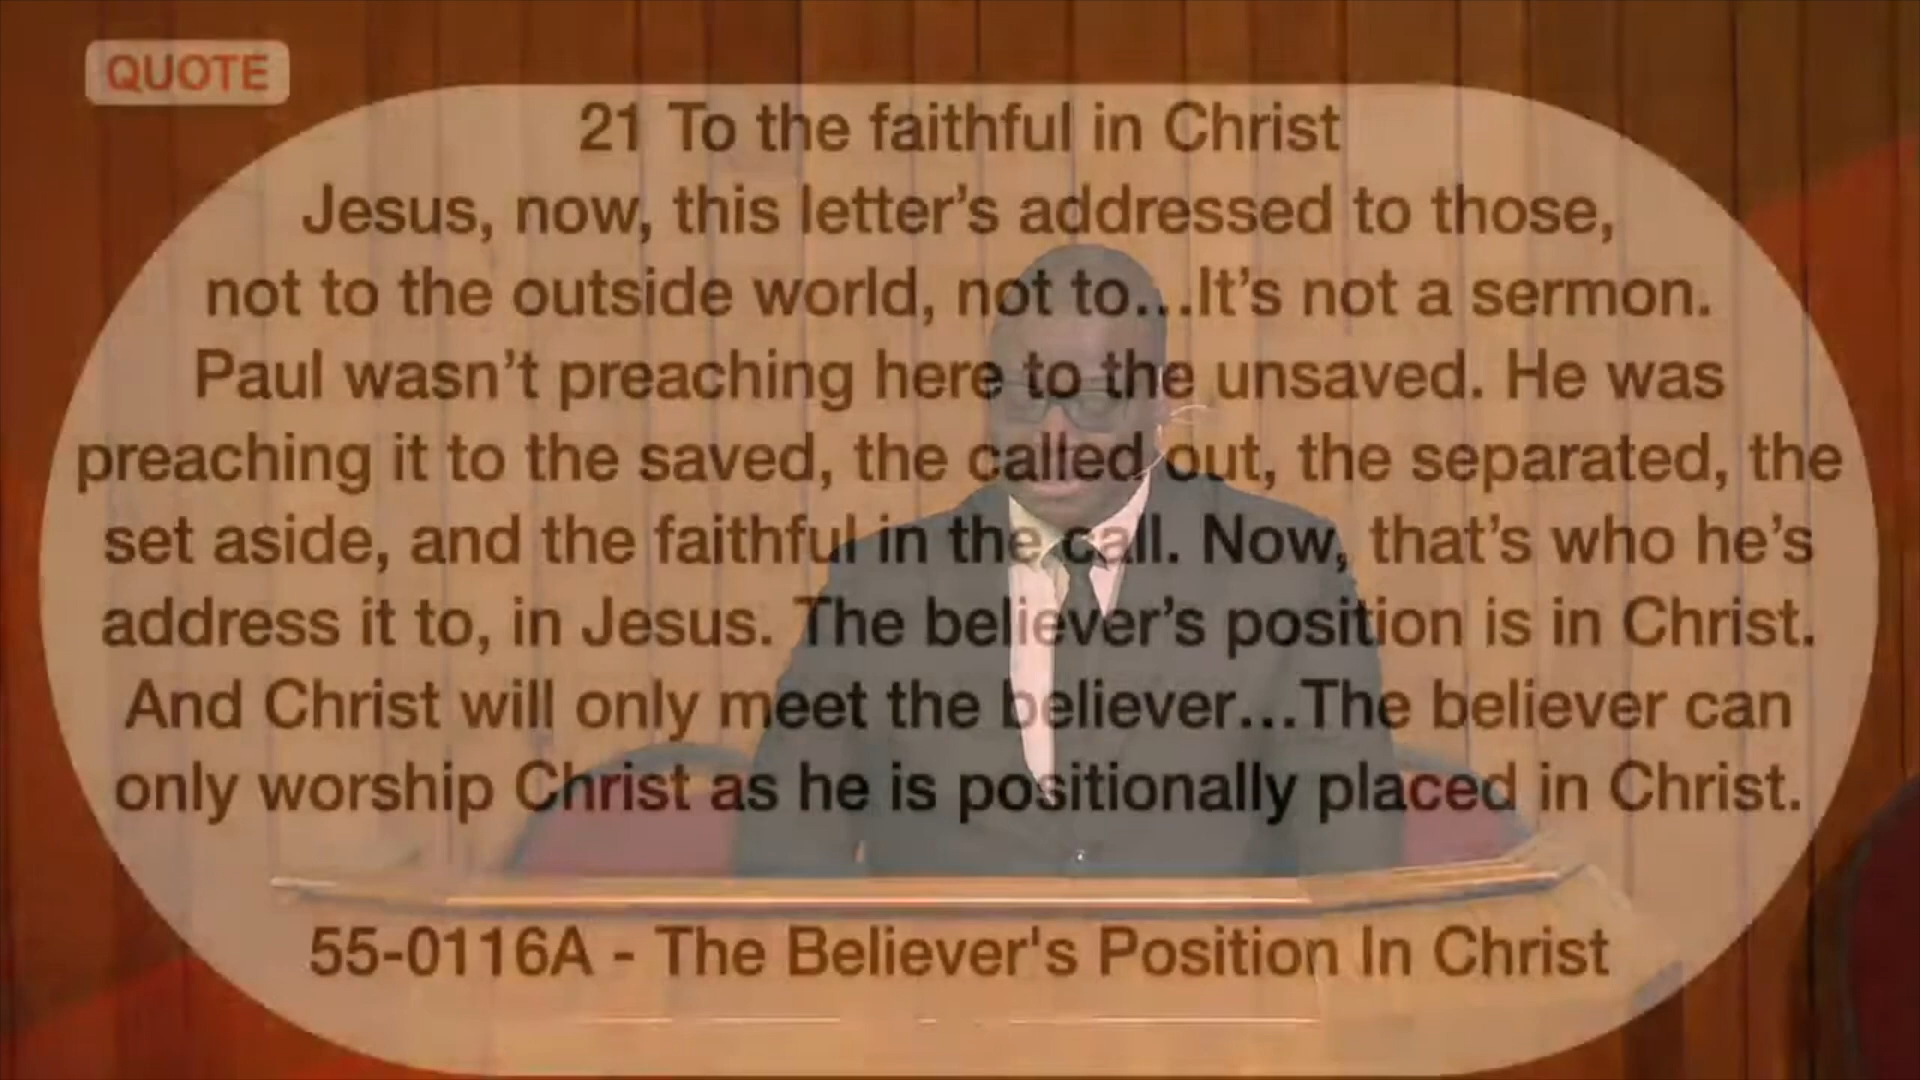 QUOTE
21 To the faithful in Christ
Jesus, now, this letter’s addressed to those,
not to the outside world, not to…It’s not a sermon.
Paul wasn’t preaching here to the unsaved. He was
preaching it to the saved, the called out, the separated, the
set aside, and the faithful in the call. Now, that’s who he’s
address it to, in Jesus. The believer’s position is in Christ.
And Christ will only meet the believer…The believer can
only worship Christ as he is positionally placed in Christ.
55-0116A - The Believer's Position In Christ